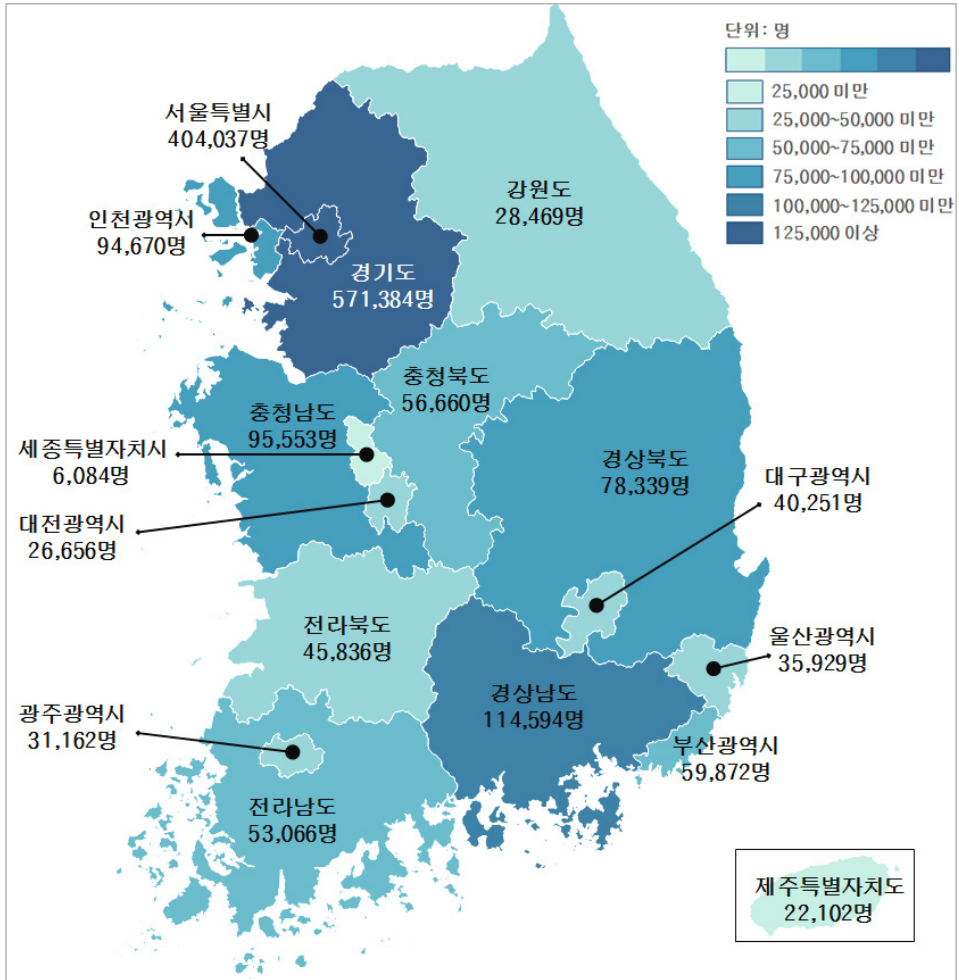 단위: 명
25,000 미만
25,000~50,000 미만
50,000~75,000 미만
75,000~100,000 미만
100,000~125,000 미만
125,000 이상
서울특별시
404,037명
강원도
28,469명
인천광역시
94,670명
경기도
571,384명
충청북도
56,660명
충청남도
95,553명
세종특별자치시
6,084명
경상북도
78,339명
대구광역시
40,251명
대전광역시
26,656명
전라북도
45,836명
울산광역시
35,929명
경상남도
114,594명
광주광역시
31,162명
부산광역시
59,872명
전라남도
53,066명
제주특별자치도
22,102명